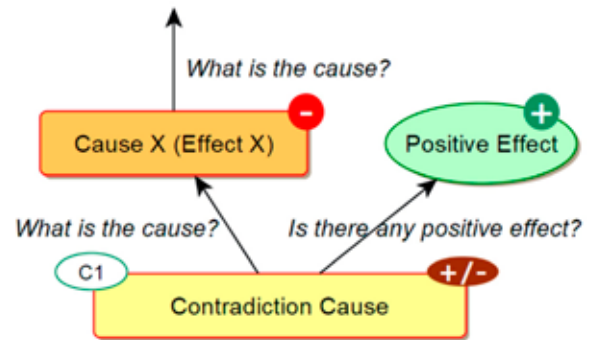 What is the cause?
-
Cause X (Effect X)
+
Positive Effect
What is the cause?
Is there any positive effect?
C1
+/-
Contradiction Cause